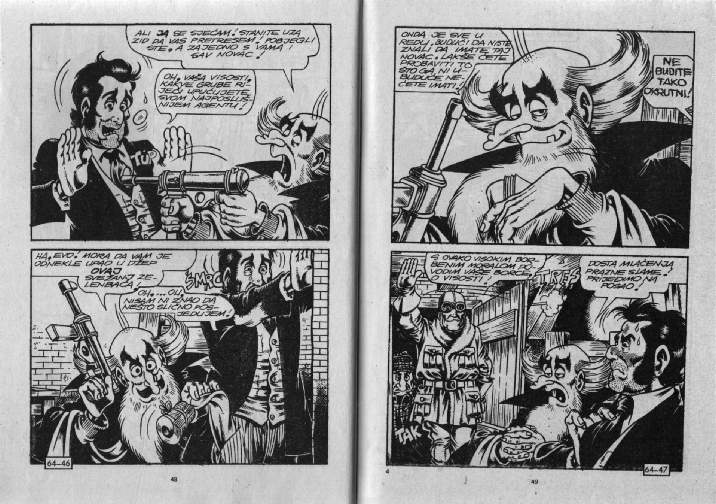 ALI JA SE SJEĆAM! STANITE UZA
ZID DA VAS PRETRESEM! POBJEGLI
STE, A ZAJEDNO S VAMA I
SAV NOVAC!
OH, VAŠA VISOSTI,
KAKVE GRUBE RI-
JEČI UPUĆUJETE
SVOM NAJPOSLUŠ-
NIJEM AGENTU!
HA, EVO! MORA DA VAM JE
ODNEKLE UPAO U DŽEP
OVAJ
SVEŽANJ ZE-
LENBAĆA!
OH... OU,
NISAM NI ZNAO DA
NEŠTO SLIČNO POS-
JEDUJEM!
SMRC
64-46
48
ONDA JE SVE U
REDU, BUDUĆI DA NISTE
ZNALI DA IMATE TAJ
NOVAC, LAKŠE ĆETE
PREBAVITI TO
ŠTO GA NI U
BUDUĆE NE-
ĆETE IMATI!
NE
BUDITE
TAKO
OKRUTNI!
S OVAKO VISOKIM BOR-
BENIM MORALOM DO-
VODIM VAŠE BORCE,
O VISOSTI!
DOSTA MLAĆENJA
PRAZNE SLAME.
PRIJEĐIMO NA
POSAO!
TAK
64-47
4
49